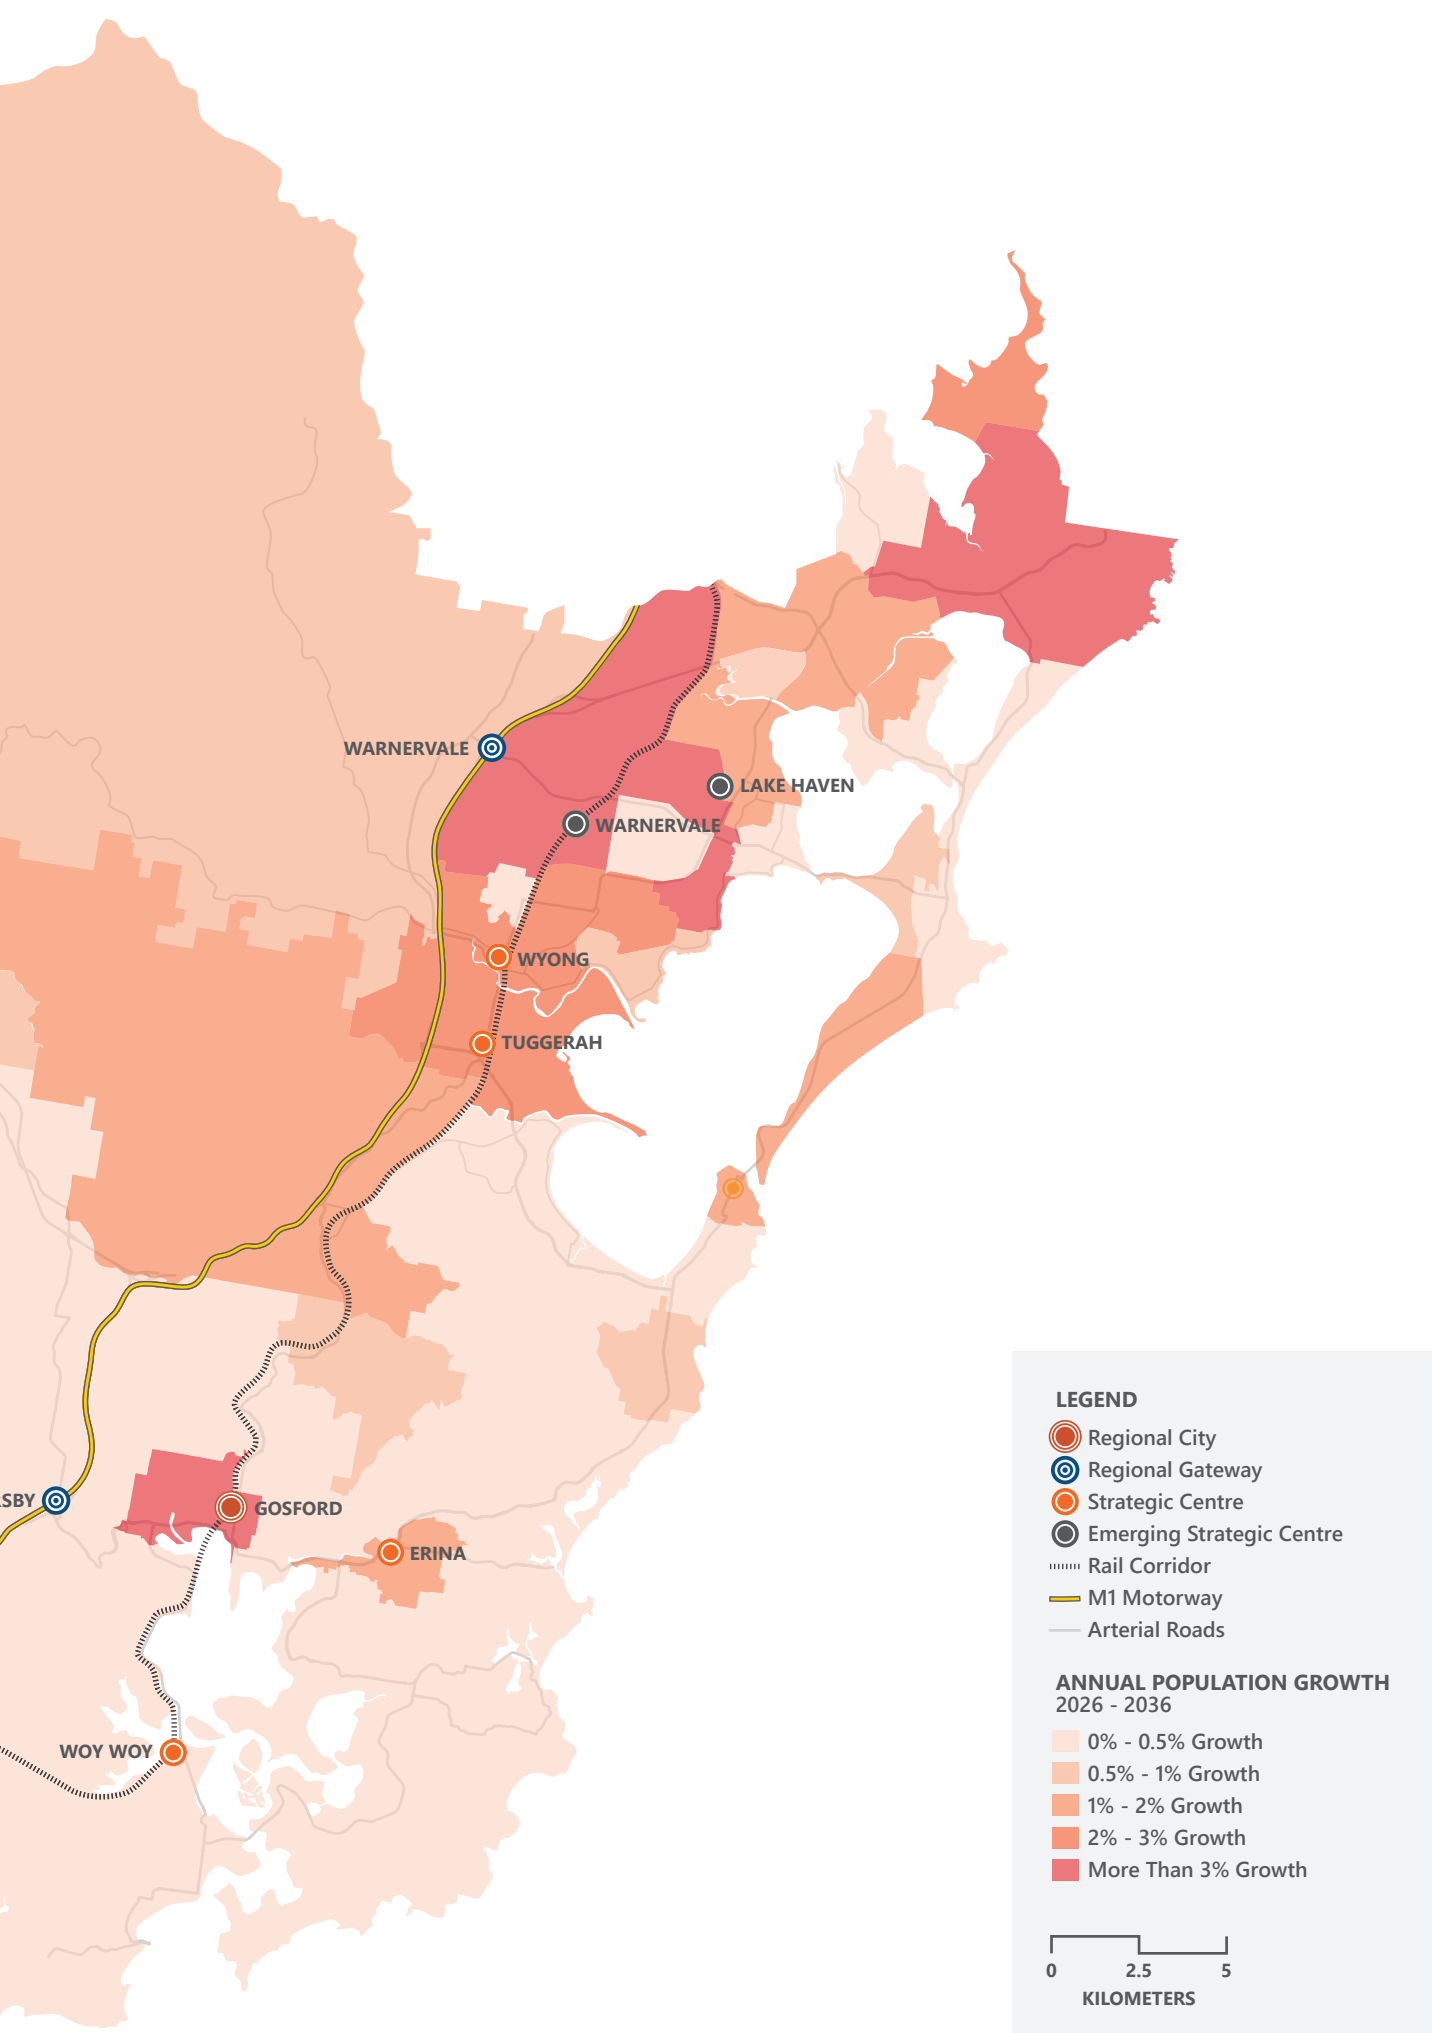 WARNERVALE
LAKE HAVEN
WARNERVALE
WYONG
TUGGERAH
RSBY
GOSFORD
ERINA
WOY WOY
LEGEND
Regional City
Regional Gateway
Strategic Centre
Emerging Strategic Centre
Rail Corridor
M1 Motorway
Arterial Roads
ANNUAL POPULATION GROWTH
2026 - 2036
0% - 0.5% Growth
0.5% - 1% Growth
1% - 2% Growth
2% - 3% Growth
More Than 3% Growth
0 2.5 5
KILOMETERS